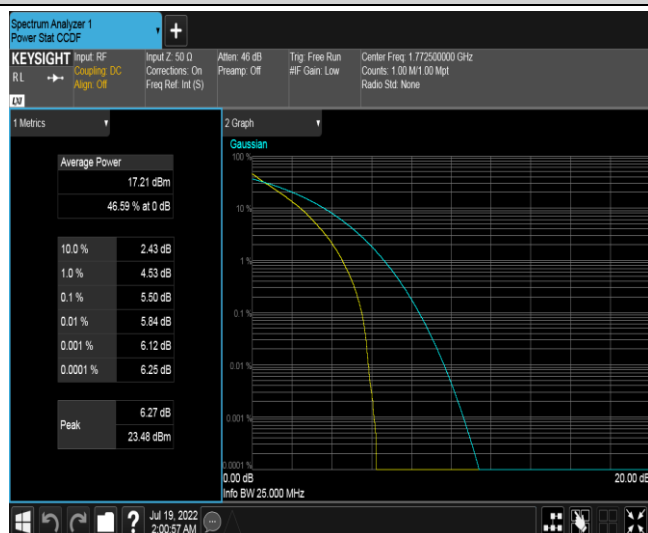 Spectrum Analyzer 1
Power Stat CCDF
+
KEYSIGHT
RL
LXI
Input: RF
Coupling: DC
Align: Off
Input Z: 50 Ω
Corrections: On
Freq Ref: Int (S)
Atten: 46 dB
Preamp: Off
Trig: Free Run
#IF Gain: Low
Center Freq: 1.772500000 GHz
Counts: 1.00 M/1.00 Mpt
Radio Std: None
1 Metrics
Average Power
17.21 dBm
46.59 % at 0 dB
10.0 % 2.43 dB
1.0 % 4.53 dB
0.1 % 5.50 dB
0.01 % 5.84 dB
0.001 % 6.12 dB
0.0001 % 6.25 dB
Peak 6.27 dB
23.48 dBm
2 Graph
Gaussian
100 %
10 %
1 %
0.1 %
0.01 %
0.001 %
0.0001 %
0.00 dB 20.00 dB
Info BW 25.000 MHz
?
Jul 19, 2022
2:00:57 AM